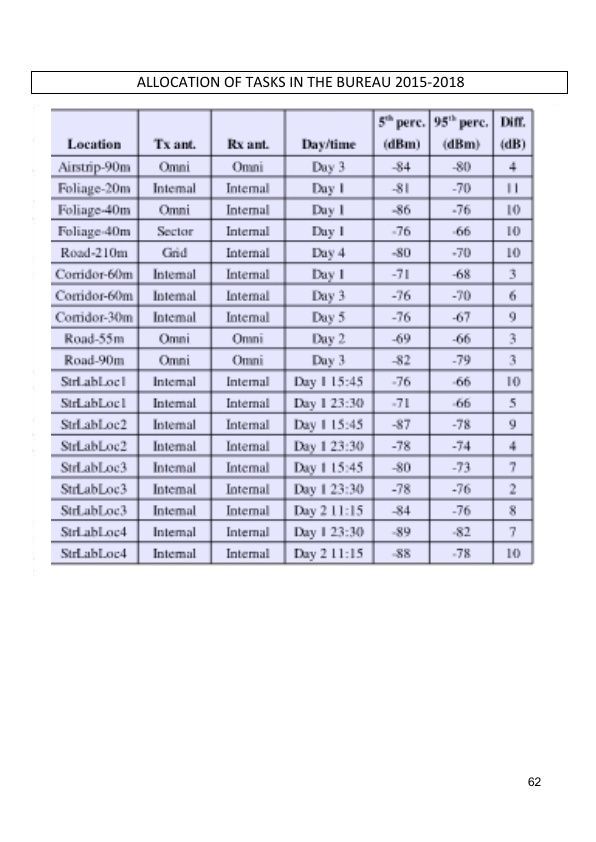 ALLOCATION OF TASKS IN THE BUREAU 2015-2018
5th perc. 95th perc. Diff.
Location Tx ant. Rx ant. Day/time (dBm) (dBm) (dB)
Airstrip-90m Omni Omni Day 3 -84 -80 4
Foliage-20m Internal Internal Day 1 -81 -70 11
Foliage-40m Omni Internal Day 1 -86 -76 10
Foliage-40m Sector Internal Day 1 -76 -66 10
Road-210m Grid Internal Day 4 -80 -70 10
Corridor-60m Internal Internal Day 1 -71 -68 3
Corridor-60m Internal Internal Day 3 -76 -70 6
Corridor-30m Internal Internal Day 5 -76 -67 9
Road-55m Omni Omni Day 2 -69 -66 3
Road-90m Omni Omni Day 3 -82 -79 3
StrLabLoc1 Internal Internal Day 1 15:45 -76 -66 10
StrLabLoc1 Internal Internal Day 1 23:30 -71 -66 5
StrLabLoc2 Internal Internal Day 1 15:45 -87 -78 9
StrLabLoc2 Internal Internal Day 1 23:30 -78 -74 4
StrLabLoc3 Internal Internal Day 1 15:45 -80 -73 7
StrLabLoc3 Internal Internal Day 1 23:30 -78 -76 2
StrLabLoc3 Internal Internal Day 2 11:15 -84 -76 8
StrLabLoc4 Internal Internal Day 1 23:30 -89 -82 7
StrLabLoc4 Internal Internal Day 2 11:15 -88 -78 10
62